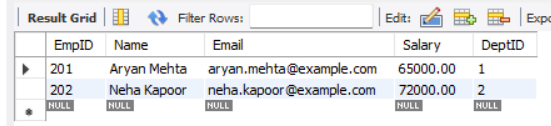 Result Grid Filter Rows: Edit: Expo
EmpID Name Email Salary DeptID
201 Aryan Mehta aryan.mehta@example.com 65000.00 1
202 Neha Kapoor neha.kapoor@example.com 72000.00 2
NULL NULL NULL NULL NULL